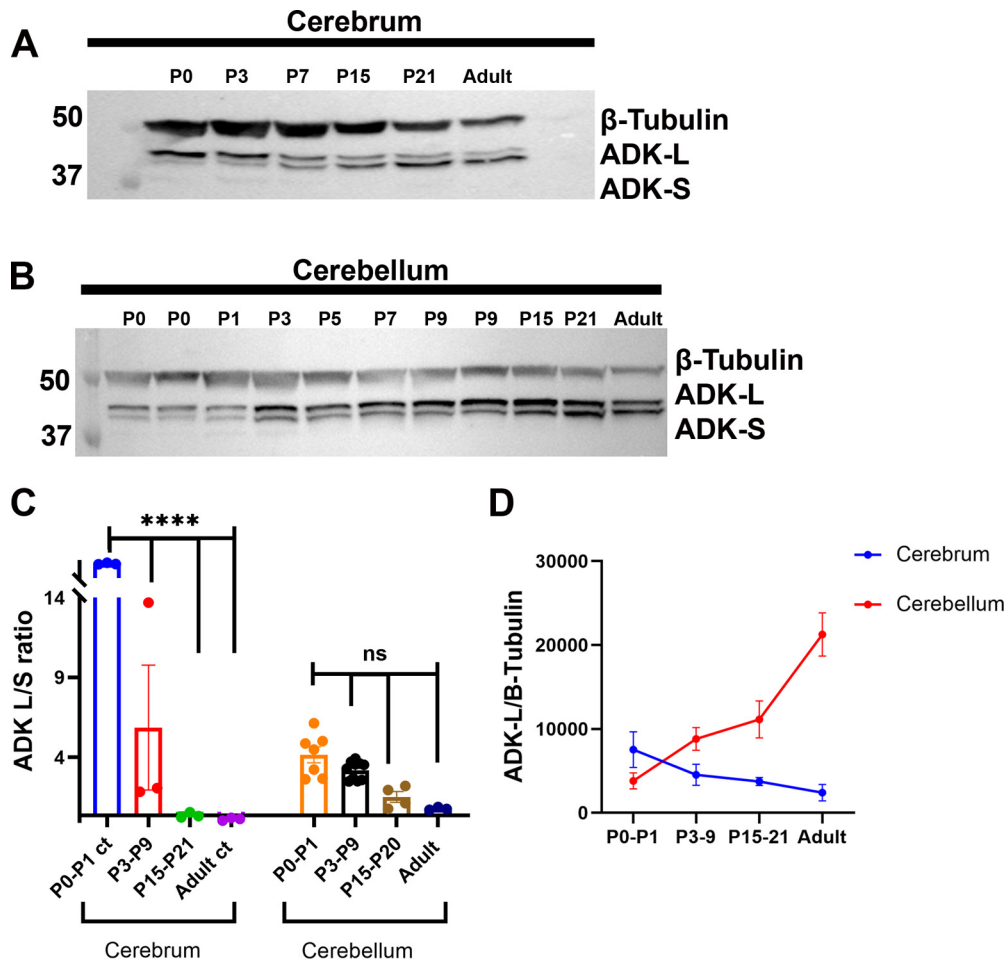 A
Cerebrum
P0 P3 P7 P15 P21 Adult
50
37
β-Tubulin
ADK-L
ADK-S
B
Cerebellum
P0 P0 P1 P3 P5 P7 P9 P9 P15 P21 Adult
50
37
β-Tubulin
ADK-L
ADK-S
C
****
ns
14
9
4
ADK L/S ratio
P0-P1 ct
P3-P9
P15-P21
Adult ct
P0-P1
P3-P9
P15-P20
Adult
Cerebrum
Cerebellum
D
Cerebrum
Cerebellum
30000
20000
10000
0
ADK-L/B-Tubulin
P0-P1 P3-9 P15-21 Adult